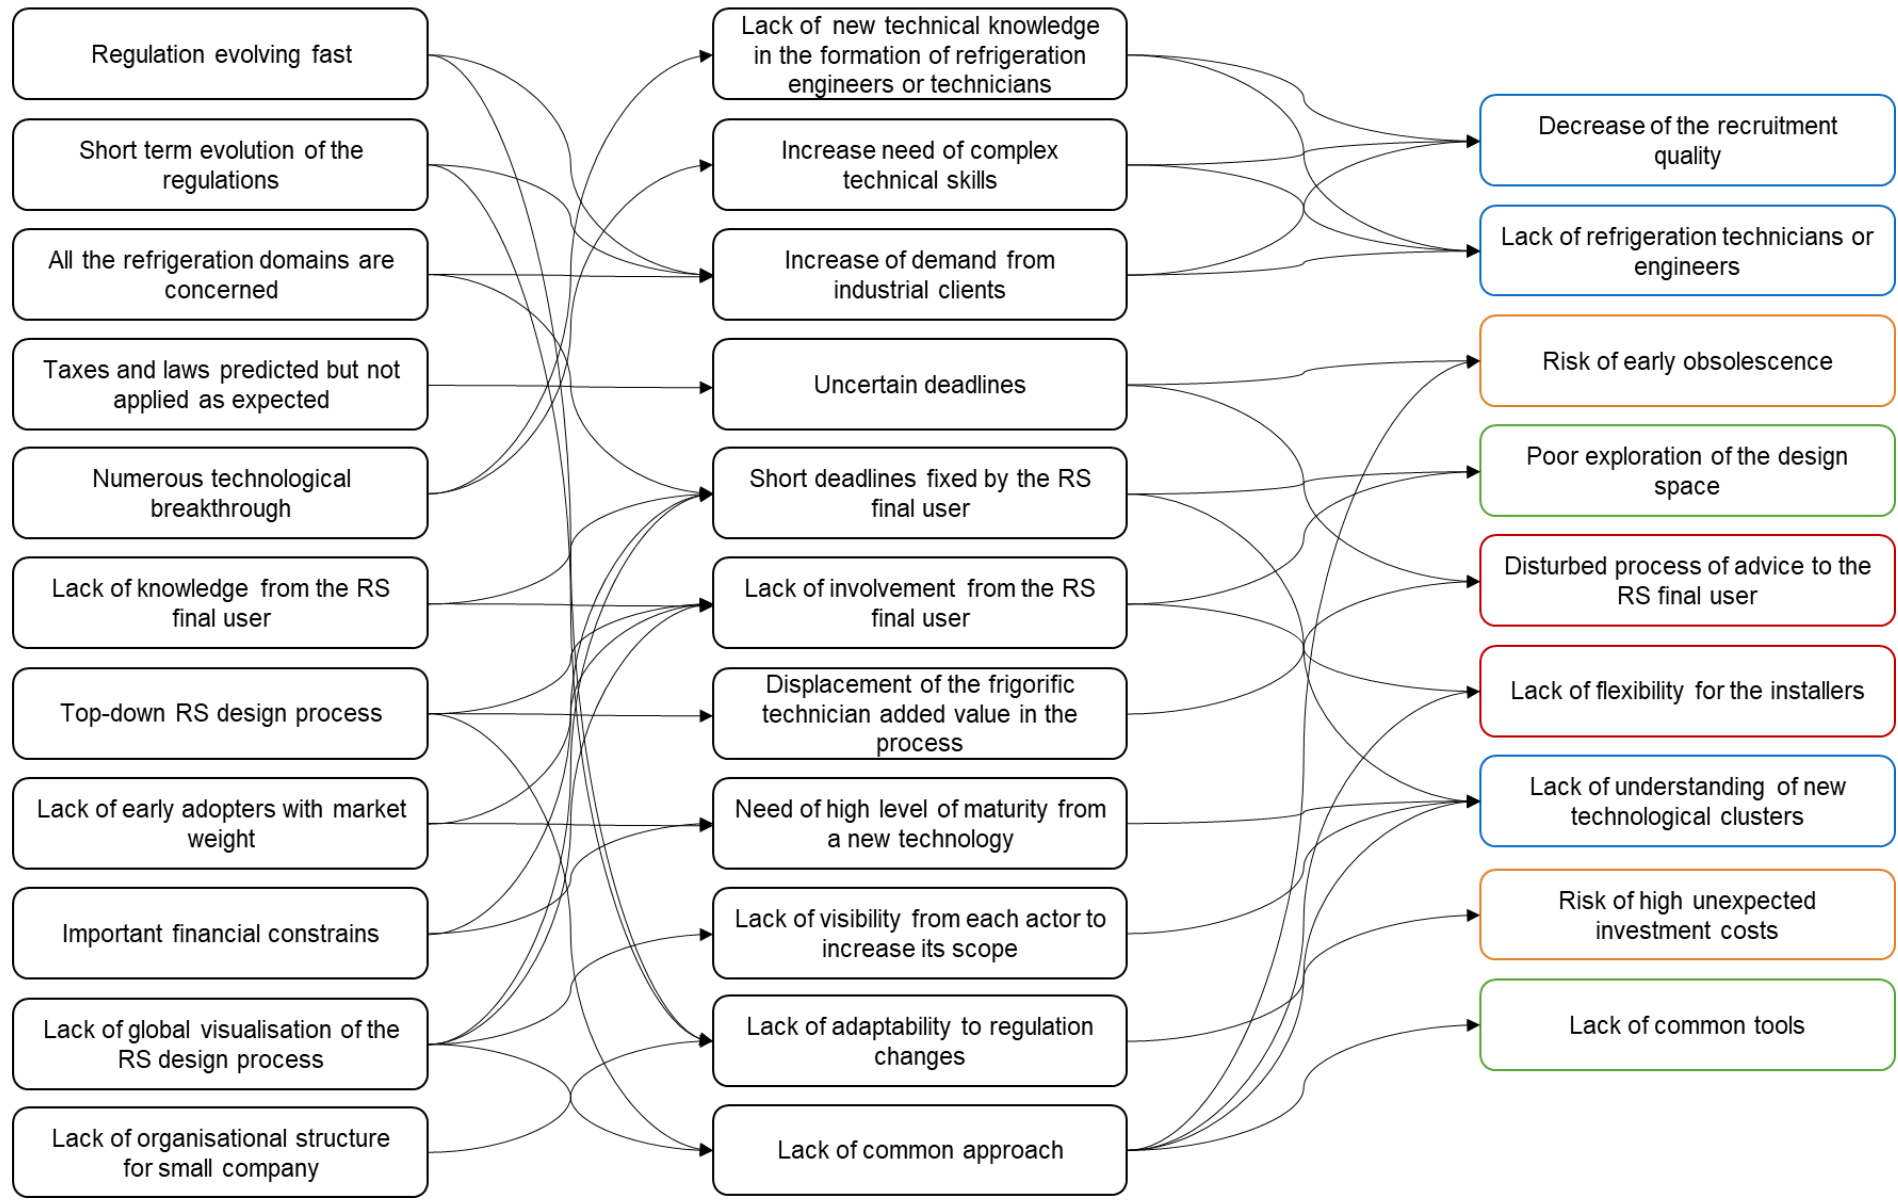 Regulation evolving fast
Short term evolution of the
regulations
All the refrigeration domains are
concerned
Taxes and laws predicted but not
applied as expected
Numerous technological
breakthrough
Lack of knowledge from the RS
final user
Top-down RS design process
Lack of early adopters with market
weight
Important financial constrains
Lack of global visualisation of the
RS design process
Lack of organisational structure
for small company
Lack of new technical knowledge
in the formation of refrigeration
engineers or technicians
Increase need of complex
technical skills
Increase of demand from
industrial clients
Uncertain deadlines
Short deadlines fixed by the RS
final user
Lack of involvement from the RS
final user
Displacement of the frigorific
technician added value in the
process
Need of high level of maturity from
a new technology
Lack of visibility from each actor to
increase its scope
Lack of adaptability to regulation
changes
Lack of common approach
Decrease of the recruitment
quality
Lack of refrigeration technicians or
engineers
Risk of early obsolescence
Poor exploration of the design
space
Disturbed process of advice to the
RS final user
Lack of flexibility for the installers
Lack of understanding of new
technological clusters
Risk of high unexpected
investment costs
Lack of common tools